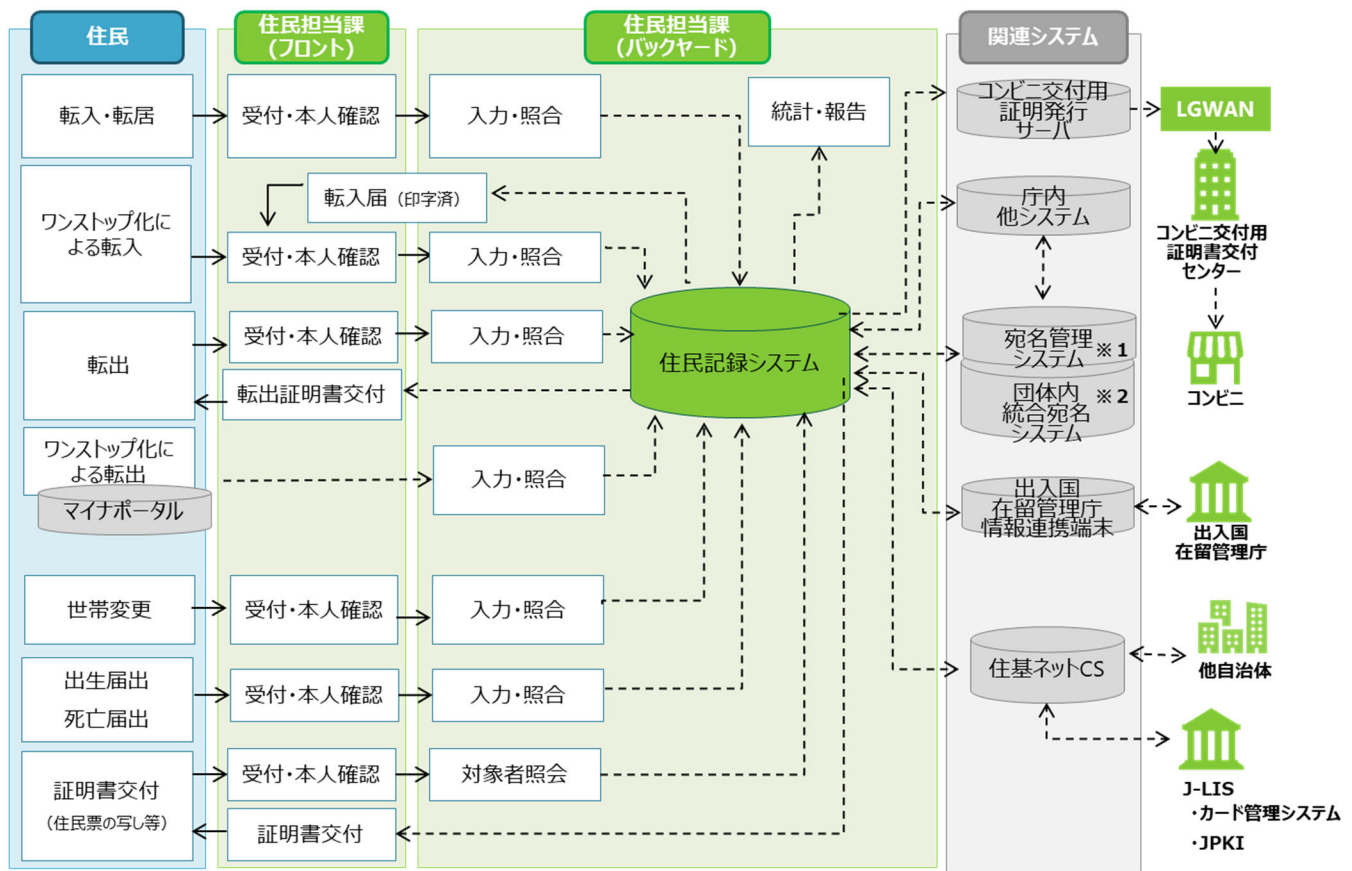 住民
住民担当課
(フロント)
住民担当課
(バックヤード)
関連システム
転入・転居
受付・本人確認
入力・照合
統計・報告
コンビニ交付用
証明発行
サーバ
LGWAN
ワンストップ化に
よる転入
転入届（印字済）
受付・本人確認
入力・照合
庁内
他システム
コンビニ交付用
証明書交付
センター
転出
受付・本人確認
入力・照合
転出証明書交付
住民記録システム
宛名管理
システム
※1
団体内
統合宛名
システム
※2
コンビニ
ワンストップ化に
よる転出
マイナポータル
入力・照合
出入国
在留管理庁
情報連携端末
出入国
在留管理庁
世帯変更
受付・本人確認
入力・照合
出生届出
死亡届出
受付・本人確認
入力・照合
住基ネットCS
他自治体
証明書交付
（住民票の写し等）
受付・本人確認
対象者照会
証明書交付
J-LIS
・カード管理システム
・JPKI